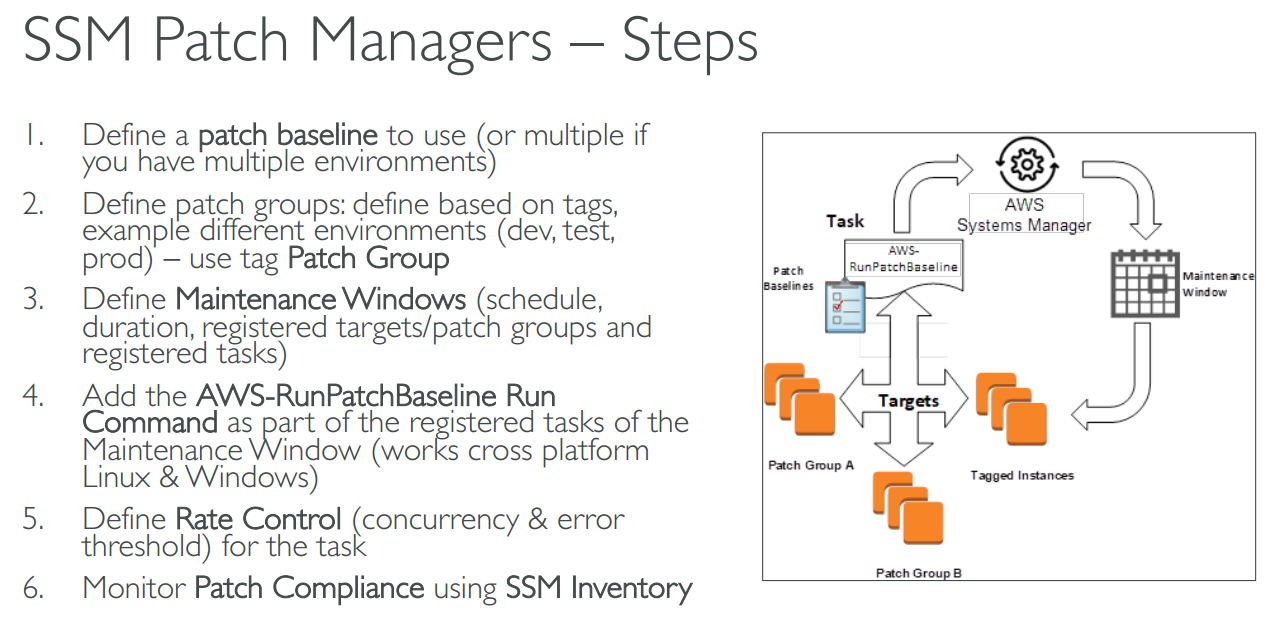 SSM Patch Managers – Steps
1. Define a patch baseline to use (or multiple if
you have multiple environments)
2. Define patch groups: define based on tags,
example different environments (dev, test,
prod) – use tag Patch Group
3. Define Maintenance Windows (schedule,
duration, registered targets/patch groups and
registered tasks)
4. Add the AWS-RunPatchBaseline Run
Command as part of the registered tasks of the
Maintenance Window (works cross platform
Linux & Windows)
5. Define Rate Control (concurrency & error
threshold) for the task
6. Monitor Patch Compliance using SSM Inventory
AWS
Systems Manager
Task
AWS-
RunPatchBaseline
Patch
Baselines
Maintenance
Window
Targets
Patch Group A
Tagged Instances
Patch Group B